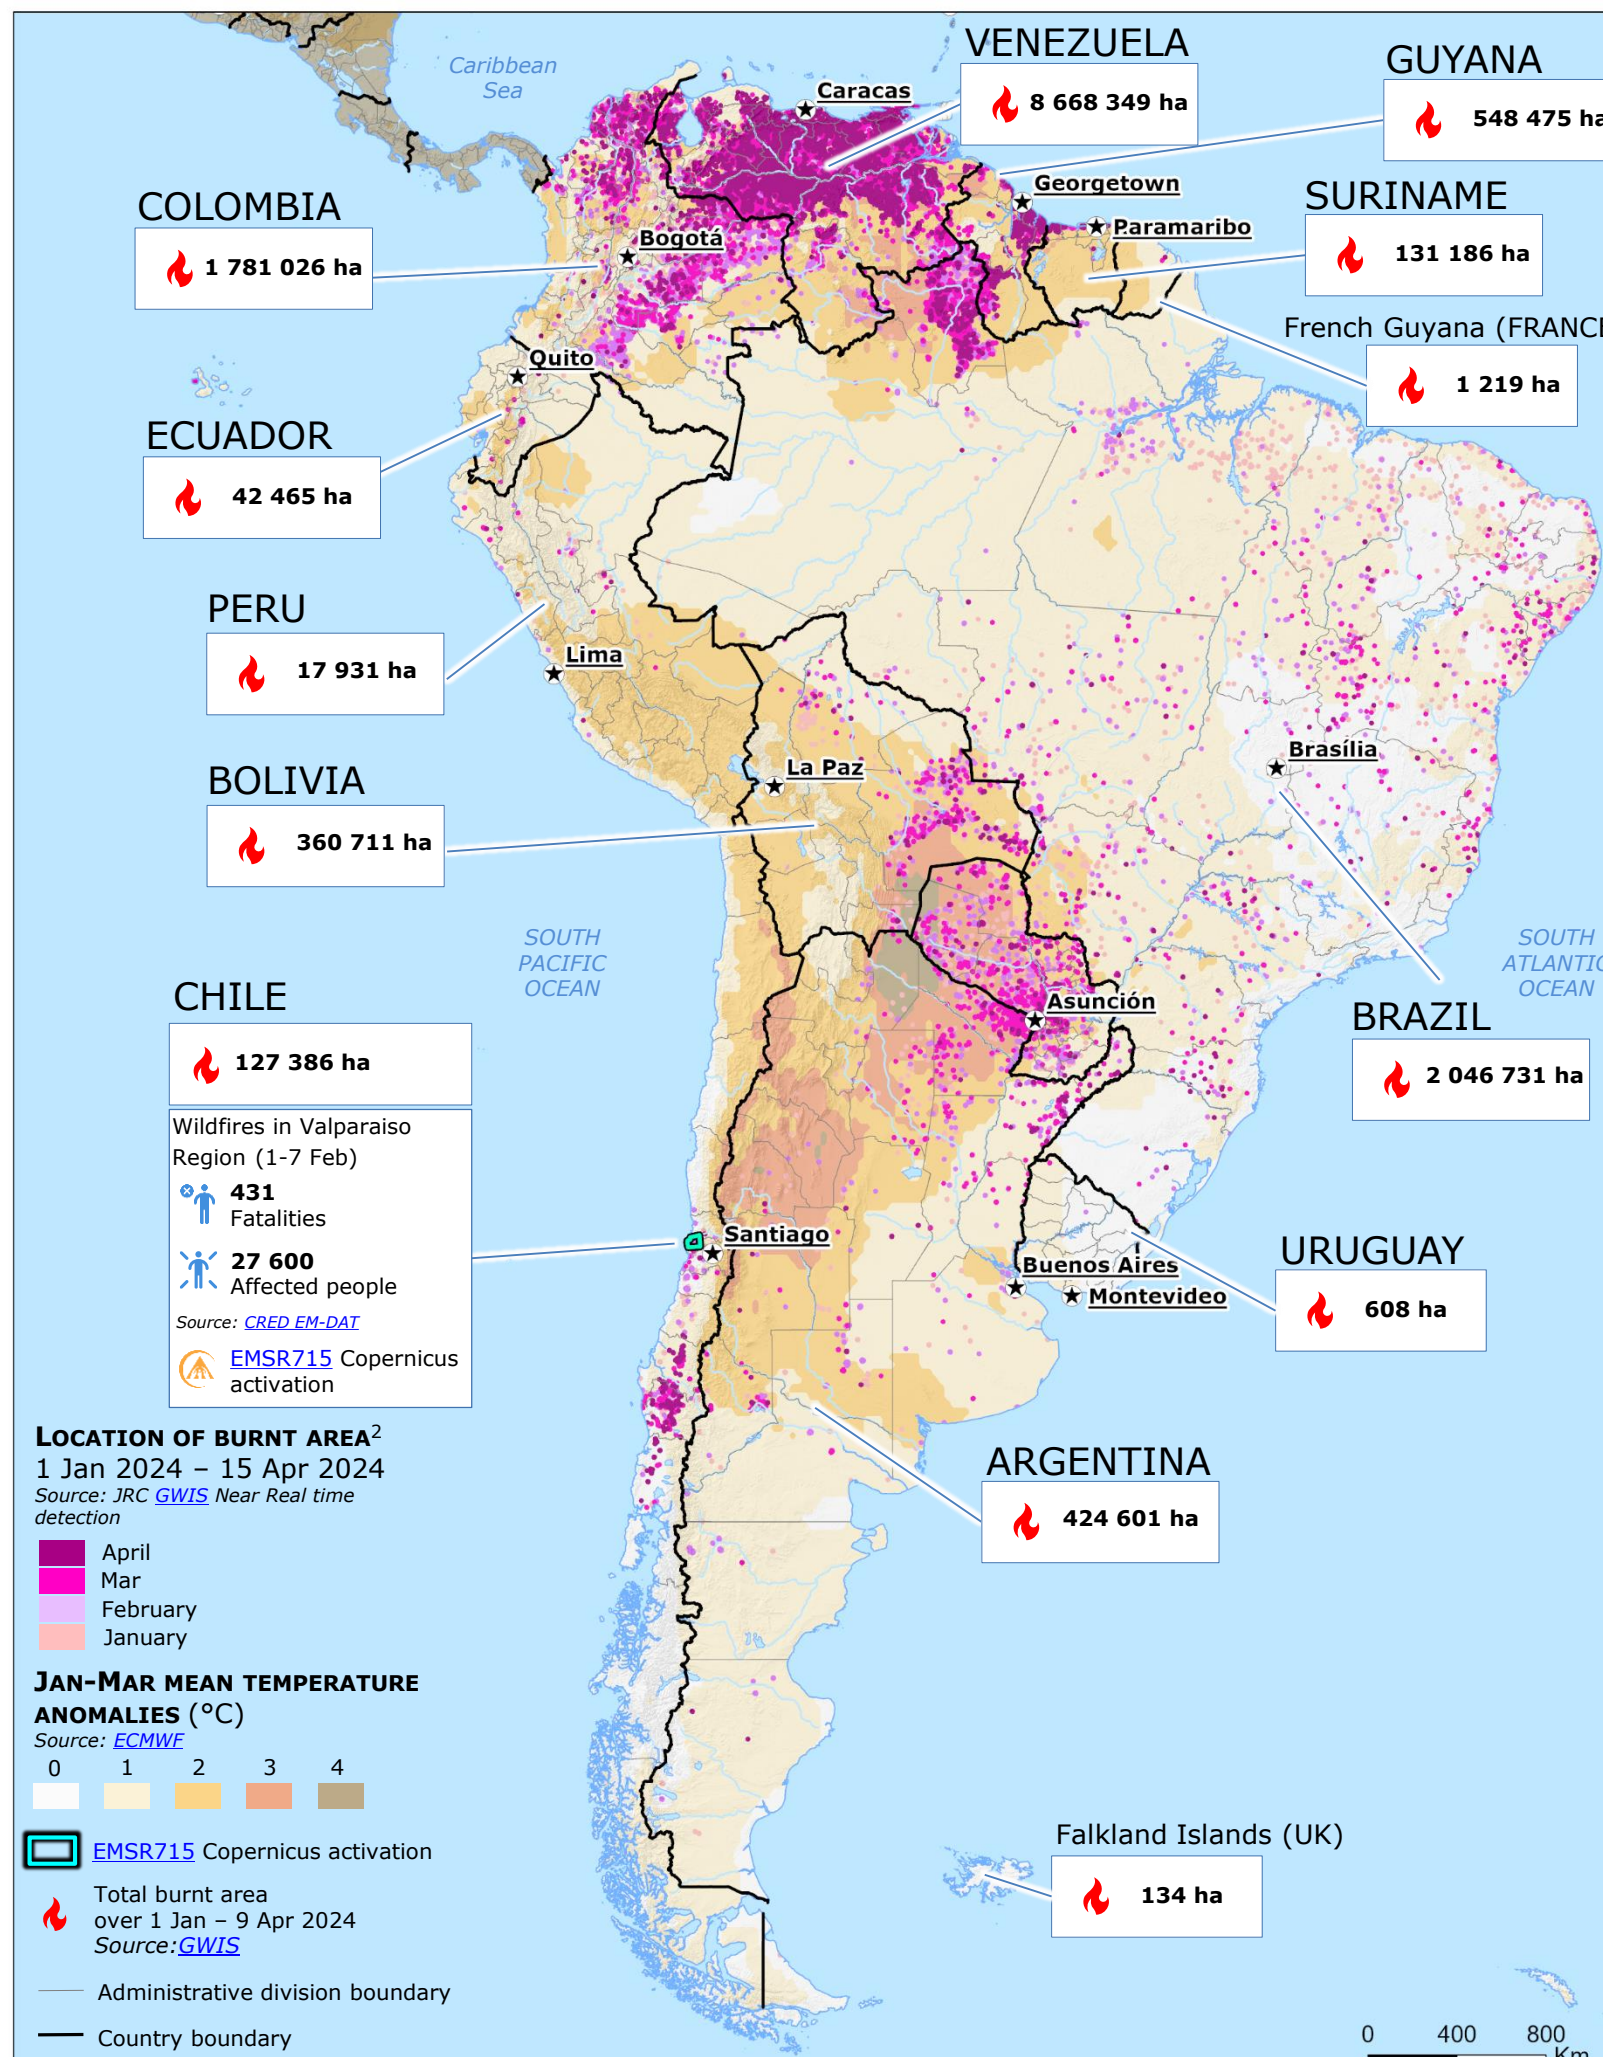 VENEZUELA
8 668 349 ha
GUYANA
548 475 ha
Caribbean
Sea
Caracas
COLOMBIA
1 781 026 ha
Georgetown
SURINAME
131 186 ha
Paramaribo
Bogotá
French Guyana (FRANCE
1 219 ha
Quito
ECUADOR
42 465 ha
PERU
17 931 ha
Lima
BOLIVIA
360 711 ha
La Paz
Brasília
SOUTH
PACIFIC
OCEAN
SOUTH
ATLANTIC
OCEAN
CHILE
127 386 ha
Asunción
BRAZIL
2 046 731 ha
Wildfires in Valparaiso
Region (1-7 Feb)
431
Fatalities
27 600
Affected people
Source: CRED EM-DAT
EMSR715 Copernicus
activation
Santiago
Buenos Aires
Montevideo
URUGUAY
608 ha
ARGENTINA
424 601 ha
LOCATION OF BURNT AREA2
1 Jan 2024 – 15 Apr 2024
Source: JRC GWIS Near Real time
detection
April
Mar
February
January
JAN-MAR MEAN TEMPERATURE
ANOMALIES (°C)
Source: ECMWF
0 1 2 3 4
EMSR715 Copernicus activation
Total burnt area
over 1 Jan – 9 Apr 2024
Source:GWIS
Administrative division boundary
Country boundary
Falkland Islands (UK)
134 ha
0 400 800
Km